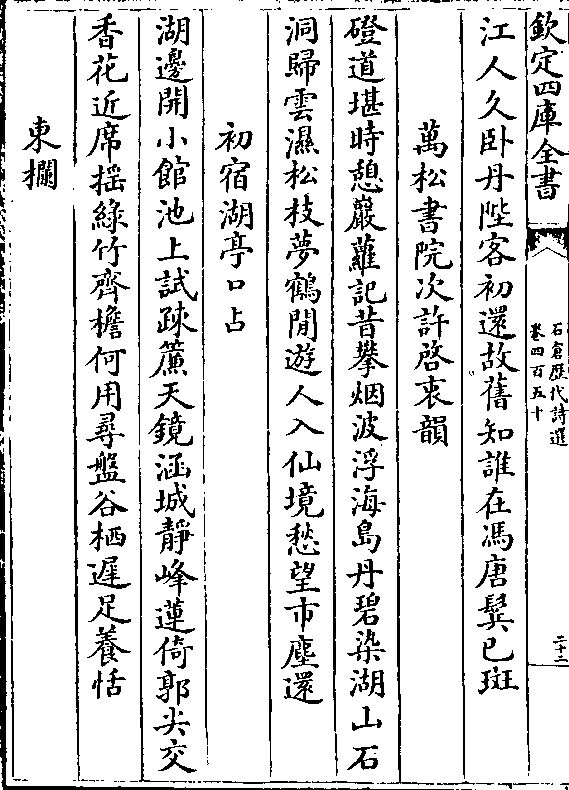 欽定四庫全書
石倉歷代詩選
卷四百五十
二十三
江人久卧丹陛客初還故舊知誰在馮唐鬂已斑
萬松書院次許啓衷韻
磴道堪時憩巖蘿記昔攀烟波浮海島丹碧染湖山石
洞歸雲濕松枝夢鶴閒遊人入仙境愁望市塵還
初宿湖亭口占
湖邊開小館池上試疎簾天鏡涵城靜峰蓮倚郭尖交
香花近席揺綠竹齊檐何用尋盤谷栖遲足養恬
東欄